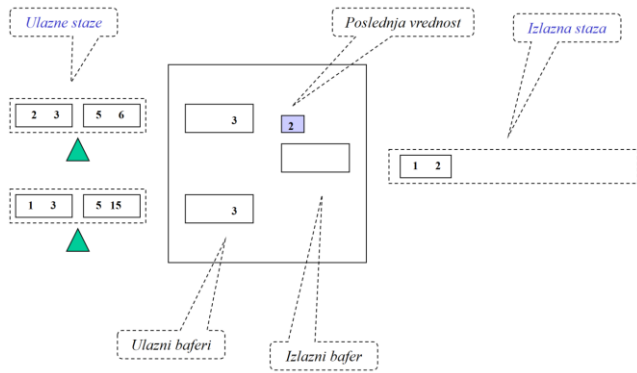 Ulazne staze
Poslednja vrednost
Izlazna staza
2 3 5 6
3
2
1 2
1 3 5 15
3
Ulazni baferi
Izlazni bafer